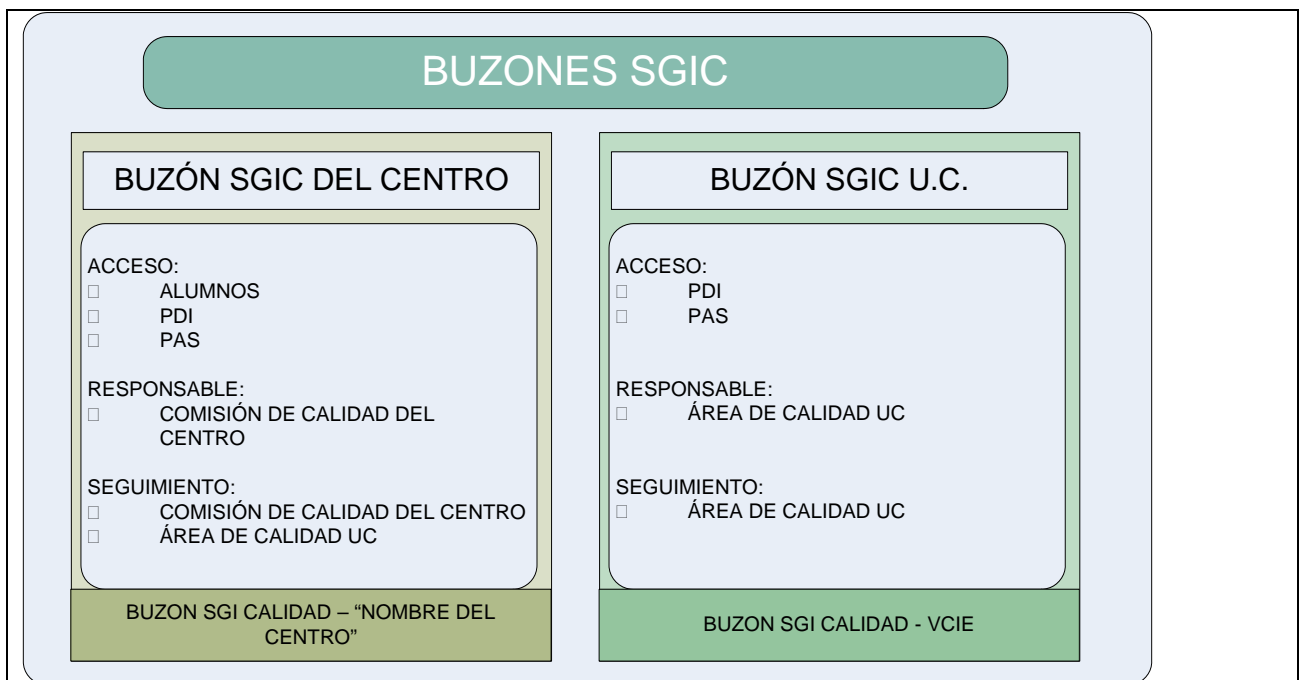 BUZONES SGIC
BUZÓN SGIC DEL CENTRO
ACCESO:
ALUMNOS
PDI
PAS
RESPONSABLE:
COMISIÓN DE CALIDAD DEL
CENTRO
SEGUIMIENTO:
COMISIÓN DE CALIDAD DEL CENTRO
ÁREA DE CALIDAD UC
BUZON SGI CALIDAD – “NOMBRE DEL
CENTRO”
BUZÓN SGIC U.C.
ACCESO:
PDI
PAS
RESPONSABLE:
ÁREA DE CALIDAD UC
SEGUIMIENTO:
ÁREA DE CALIDAD UC
BUZON SGI CALIDAD - VCIE